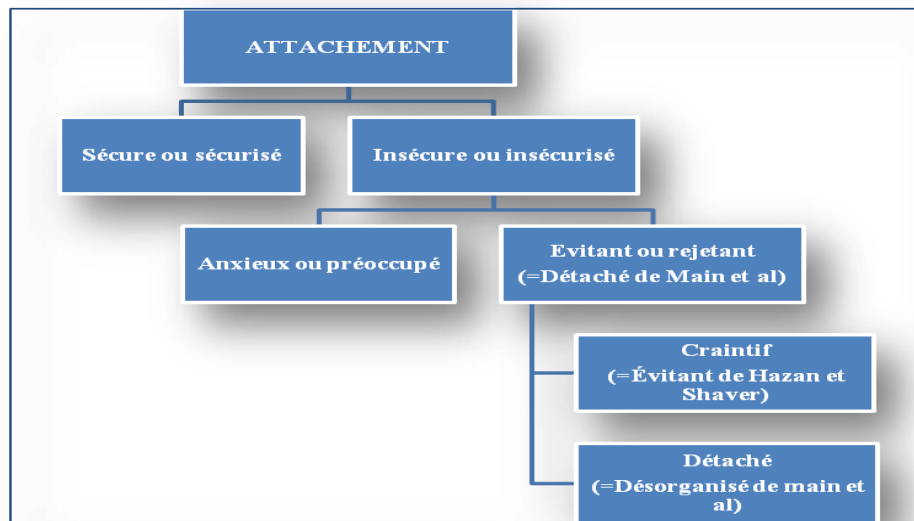 ATTACHEMENT
Sécure ou sécurisé
Insécure ou insécurisé
Anxieux ou préoccupé
Evitant ou rejetant
(=Détaché de Main et al)
Craintif
(=Évitant de Hazan et
Shaver)
Détaché
(=Désorganisé de main et
al)